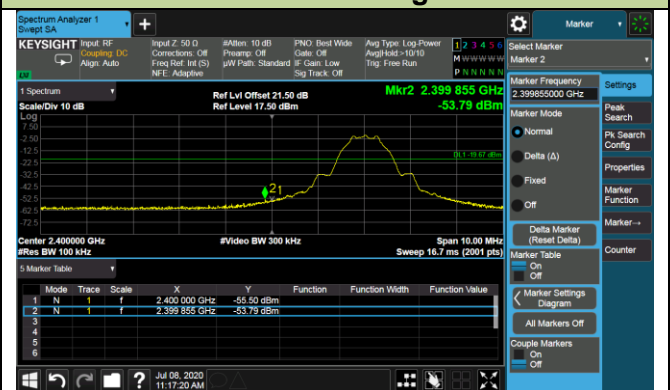 Spectrum Analyzer 1
Swept SA
+
Marker
KEYSIGHT
Input: RF
Coupling: DC
Align: Auto
Input Z: 50 Ω
Corrections: Off
Freq Ref: Int (S)
NFE: Adaptive
#Atten: 10 dB
Preamp: Off
µW Path: Standard
PNO: Best Wide
Gate: Off
IF Gain: Low
Sig Track: Off
Avg Type: Log-Power
Avg|Hold:>10/10
Trig: Free Run
1 2 3 4 5 6
M W W W W W
P N N N N N
LXI
Select Marker
Marker 2
1 Spectrum
Scale/Div 10 dB
Log
Ref Lvl Offset 21.50 dB
Ref Level 17.50 dBm
Mkr2 2.399 855 GHz
-53.79 dBm
7.50
-2.50
-12.5
-22.5
-32.5
-42.5
-52.5
-62.5
-72.5
DL1 -19.67 dBm
2 1
Center 2.400000 GHz
#Res BW 100 kHz
#Video BW 300 kHz
Span 10.00 MHz
Sweep 16.7 ms (2001 pts)
5 Marker Table
Mode Trace Scale X Y Function Function Width Function Value
1 N 1 f 2.400 000 GHz -55.50 dBm
2 N 1 f 2.399 855 GHz -53.79 dBm
3
4
5
6
Marker Frequency
2.399855000 GHz
Marker Mode
Normal
Delta (Δ)
Fixed
Off
Delta Marker
(Reset Delta)
Marker Table
On
Off
Marker Settings
Diagram
All Markers Off
Couple Markers
On
Off
Settings
Peak
Search
Pk Search
Config
Properties
Marker
Function
Marker→
Counter
?
Jul 08, 2020
11:17:20 AM